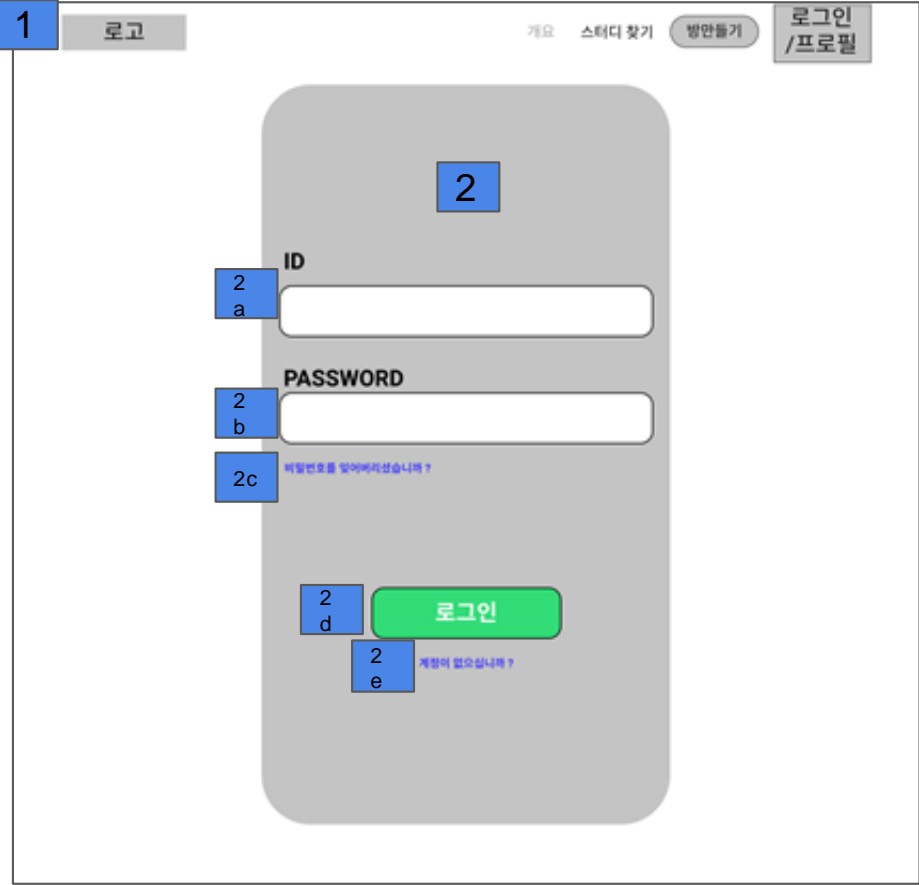 1
로고
개요
스터디 찾기
방만들기
로그인
/프로필
2
ID
2
a
PASSWORD
2
b
2c
비밀번호를 잊어버리셨습니까 ?
2
d
로그인
2
e
계정이 없으십니까 ?